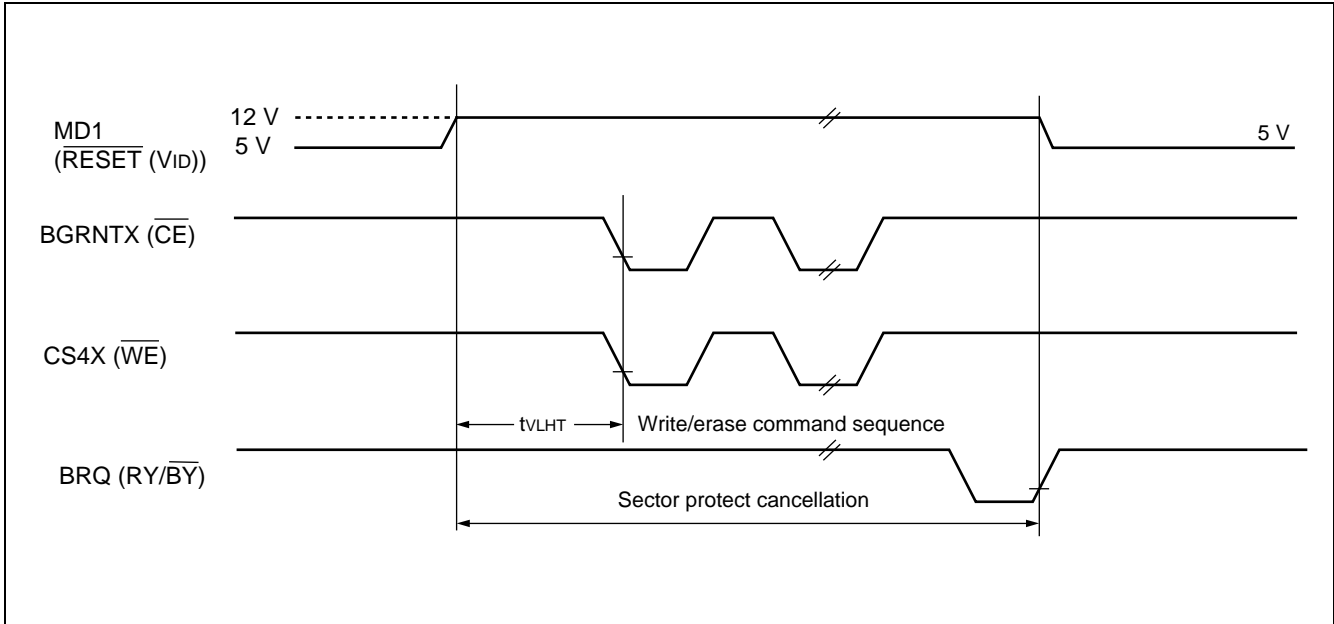 12 V
MD1
(RESET (VID))
5 V
5 V
BGRNTX (CE)
CS4X (WE)
tVLHT
Write/erase command sequence
BRQ (RY/BY)
Sector protect cancellation